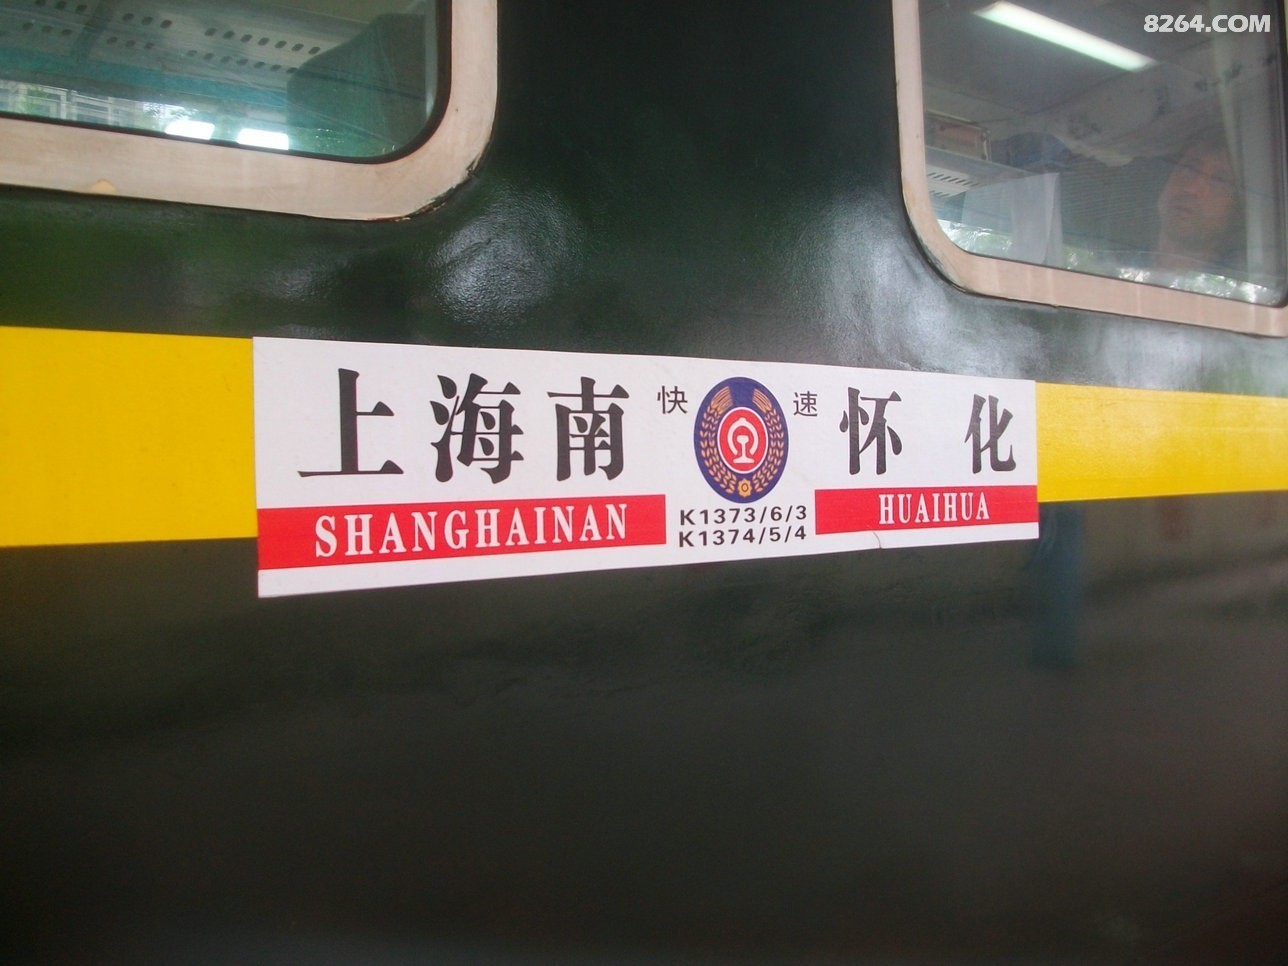 8264.COM
上海南 快 速 怀 化
SHANGHAINAN
K1373/6/3
K1374/5/4
HUAIHUA